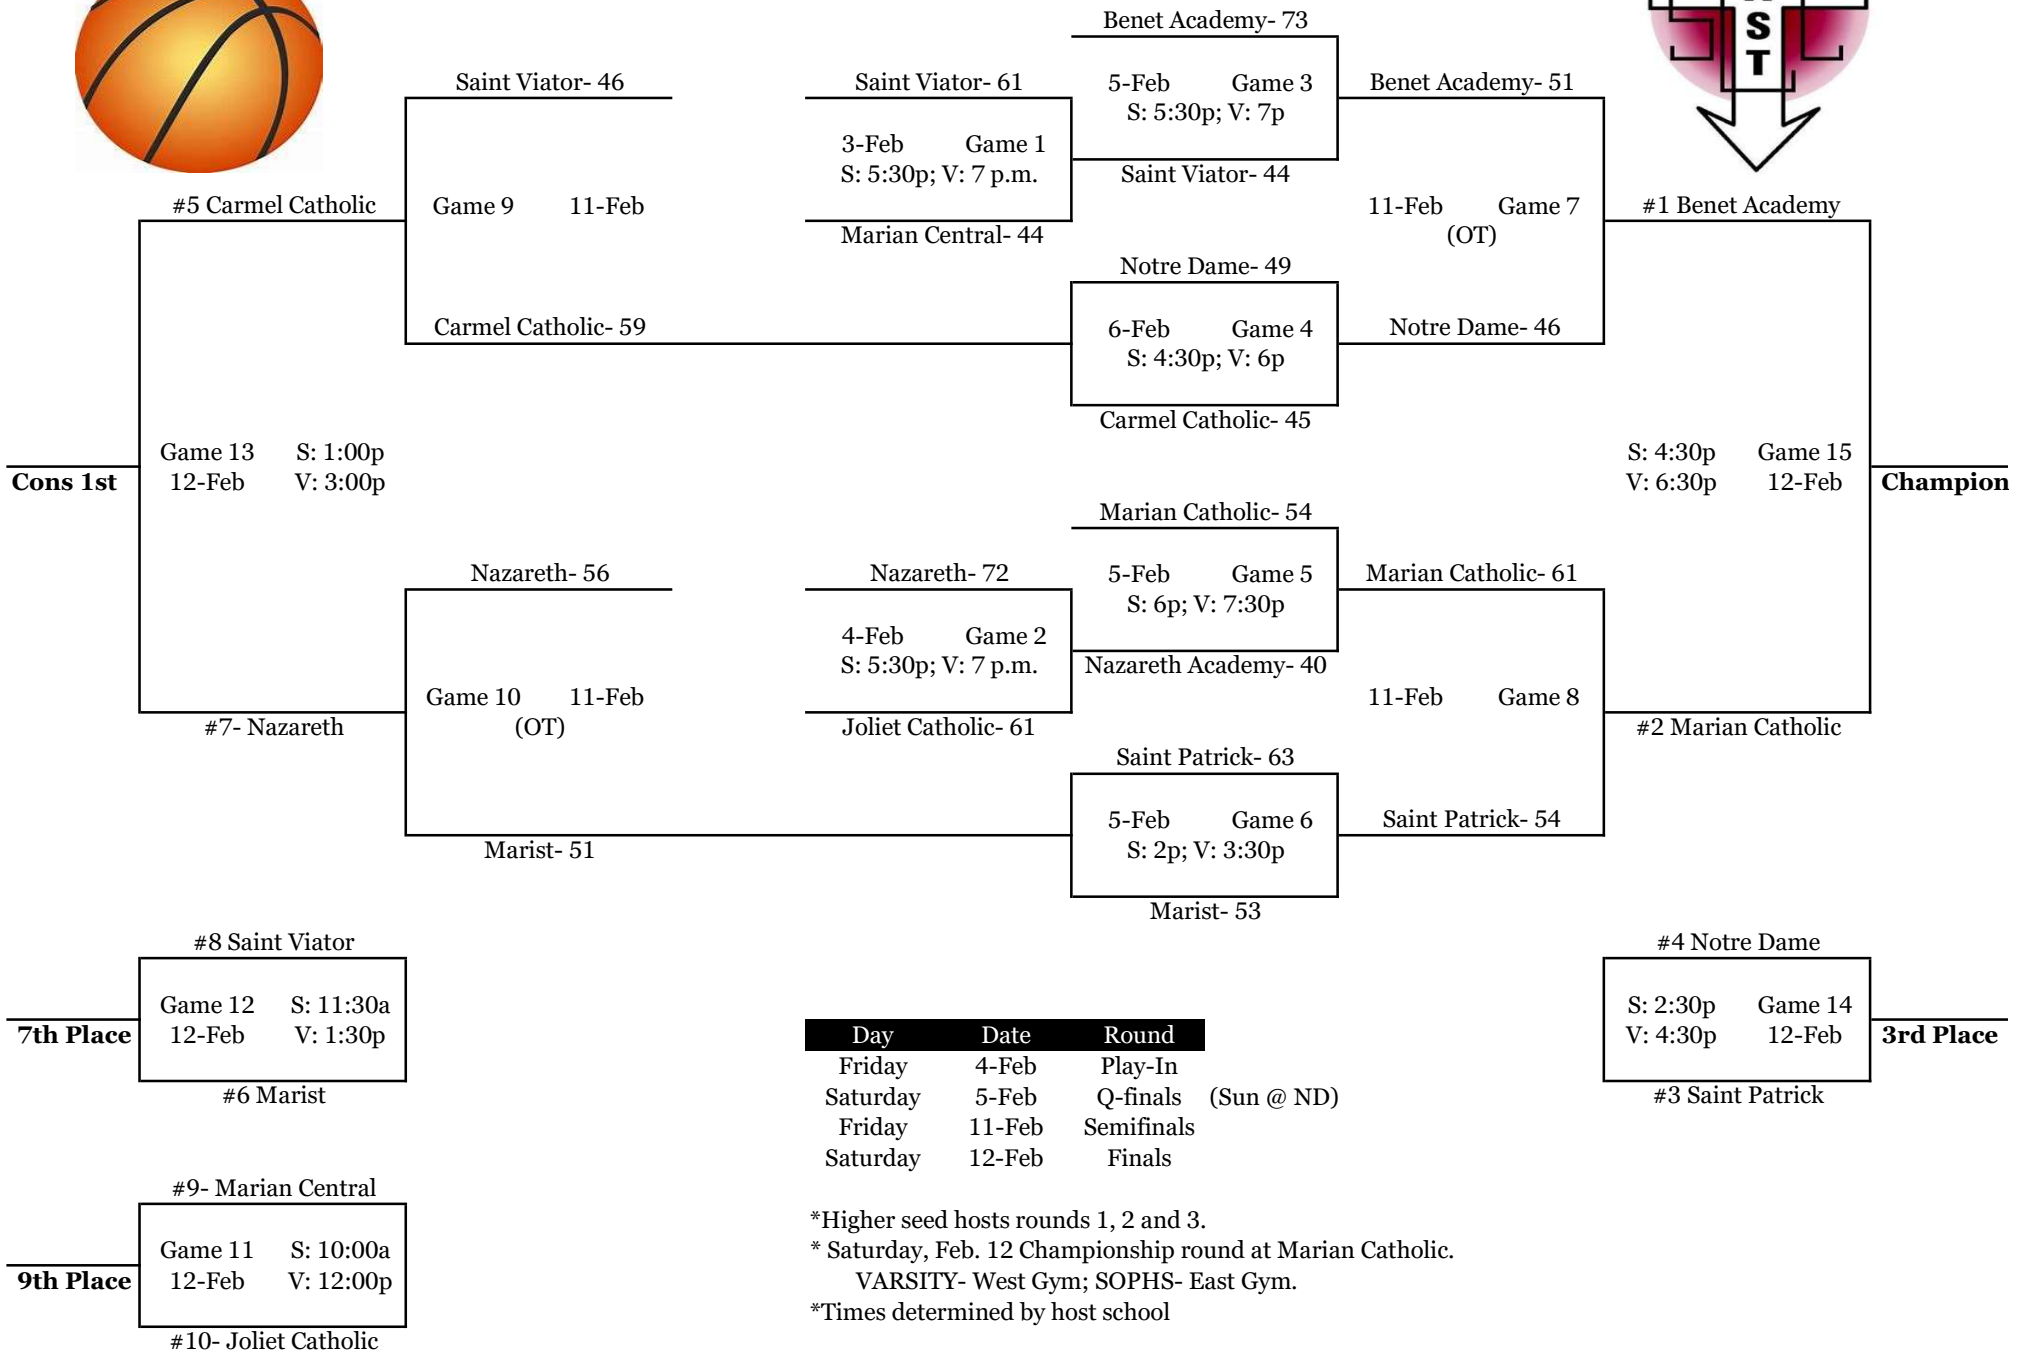 S
T
Benet Academy- 73
Saint Viator- 46
Saint Viator- 61
5-Feb Game 3
S: 5:30p; V: 7p
Benet Academy- 51
3-Feb Game 1
S: 5:30p; V: 7 p.m.
Saint Viator- 44
#5 Carmel Catholic
Game 9 11-Feb
Marian Central- 44
11-Feb Game 7
(OT)
#1 Benet Academy
Notre Dame- 49
Carmel Catholic- 59
6-Feb Game 4
S: 4:30p; V: 6p
Notre Dame- 46
Carmel Catholic- 45
Game 13 S: 1:00p
12-Feb V: 3:00p
Cons 1st
S: 4:30p Game 15
V: 6:30p 12-Feb
Champion
Marian Catholic- 54
Nazareth- 56
Nazareth- 72
5-Feb Game 5
S: 6p; V: 7:30p
Marian Catholic- 61
4-Feb Game 2
S: 5:30p; V: 7 p.m.
Nazareth Academy- 40
#7- Nazareth
Game 10 11-Feb
(OT)
Joliet Catholic- 61
11-Feb Game 8
#2 Marian Catholic
Saint Patrick- 63
Marist- 51
5-Feb Game 6
S: 2p; V: 3:30p
Saint Patrick- 54
Marist- 53
#8 Saint Viator
Game 12 S: 11:30a
12-Feb V: 1:30p
7th Place
#6 Marist
#4 Notre Dame
S: 2:30p Game 14
V: 4:30p 12-Feb
3rd Place
#3 Saint Patrick
Day Date Round
Friday 4-Feb Play-In
Saturday 5-Feb Q-finals (Sun @ ND)
Friday 11-Feb Semifinals
Saturday 12-Feb Finals
#9- Marian Central
Game 11 S: 10:00a
12-Feb V: 12:00p
9th Place
#10- Joliet Catholic
*Higher seed hosts rounds 1, 2 and 3.
* Saturday, Feb. 12 Championship round at Marian Catholic.
VARSITY- West Gym; SOPHS- East Gym.
*Times determined by host school